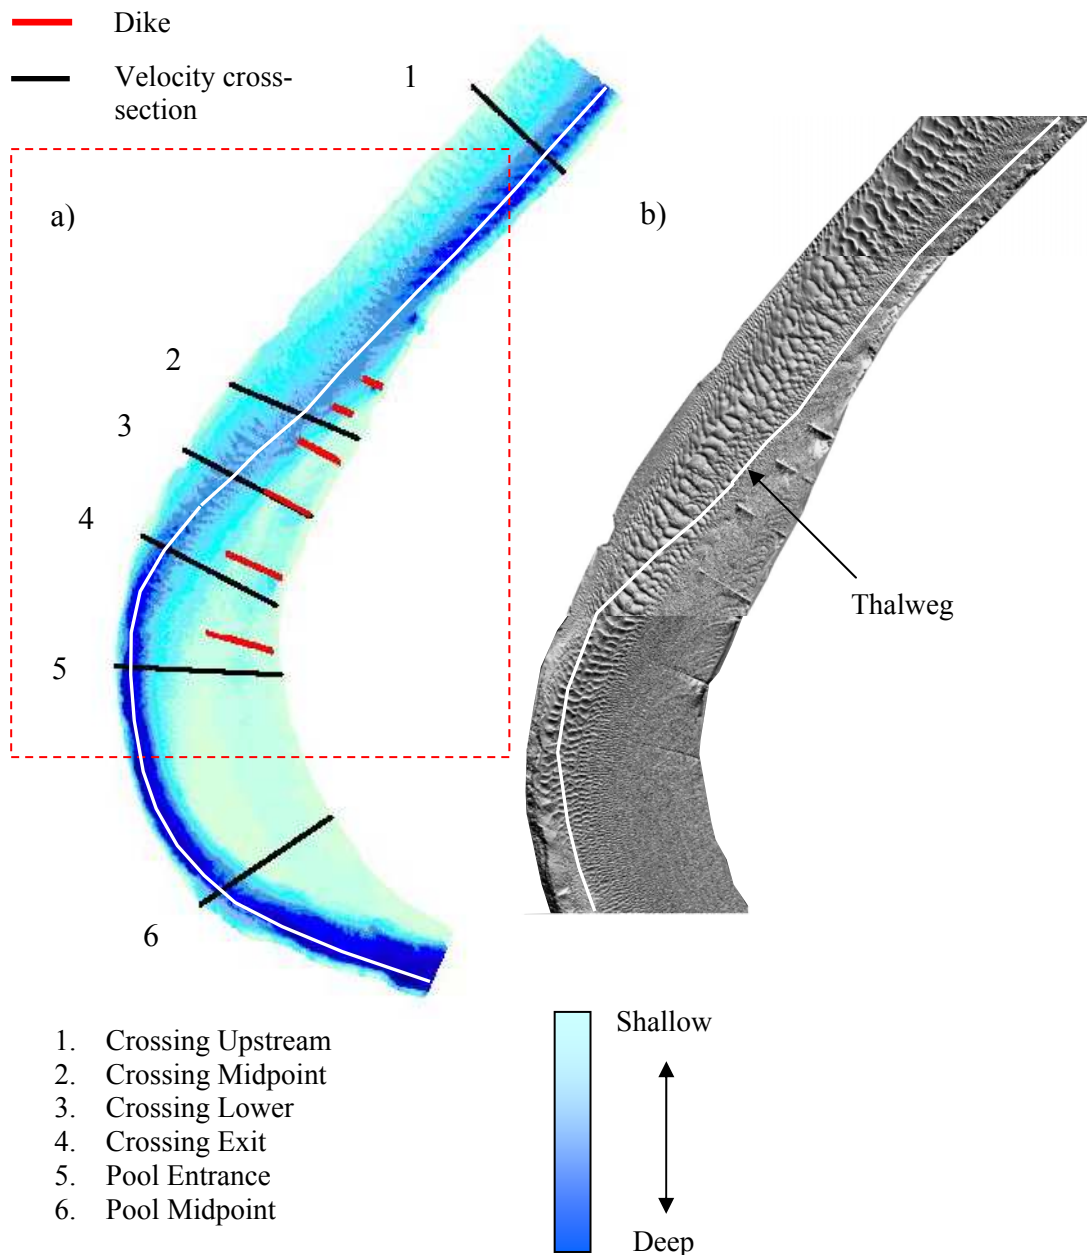 Dike
Velocity cross-
section
1
a)
b)
2
3
4
Thalweg
5
6
1. Crossing Upstream
2. Crossing Midpoint
3. Crossing Lower
4. Crossing Exit
5. Pool Entrance
6. Pool Midpoint
Shallow
Deep